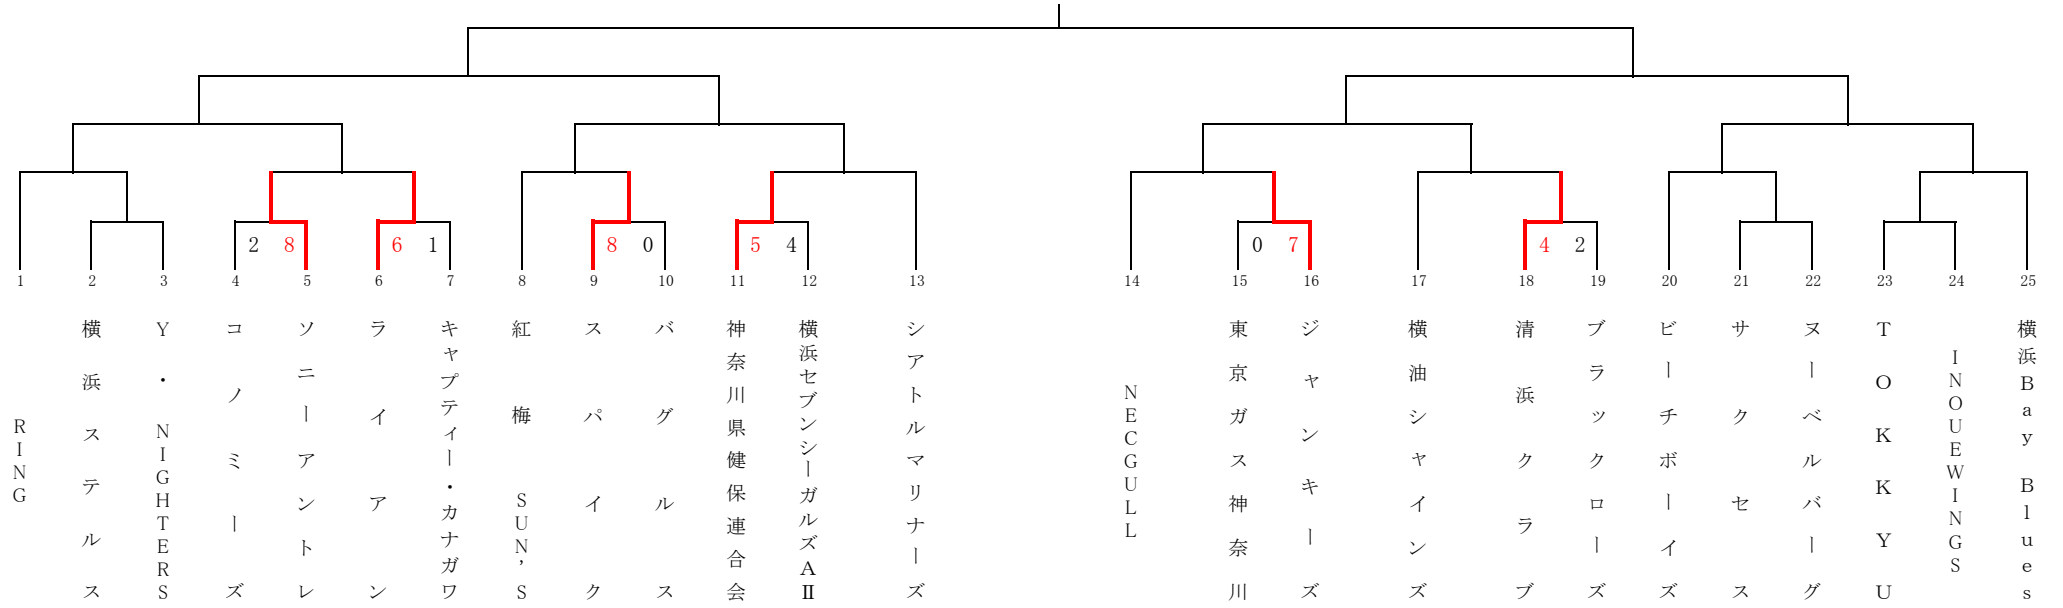 2 8 6 1 8 0 5 4 0 7 4 2
1 2 3 4 5 6 7 8 9 10 11 12 13 14 15 16 17 18 19 20 21 22 23 24 25
RING
横浜ステルス
Y・NIGHTERS
コノミーズ
ソニーアントレ
ライアン
キャプティー・カナガワ
紅梅SUN’S
スパイク
バグルス
神奈川県健保連合会
横浜セブンシーガルズAⅡ
シアトルマリナーズ
NECGULL
東京ガス神奈川
ジャンキーズ
横油シャインズ
清浜クラブ
ブラックローズ
ビーチボーイズ
サクセス
ヌーベルバーグ
TOKKYU
INOUEWINGS
横浜Bay Blues